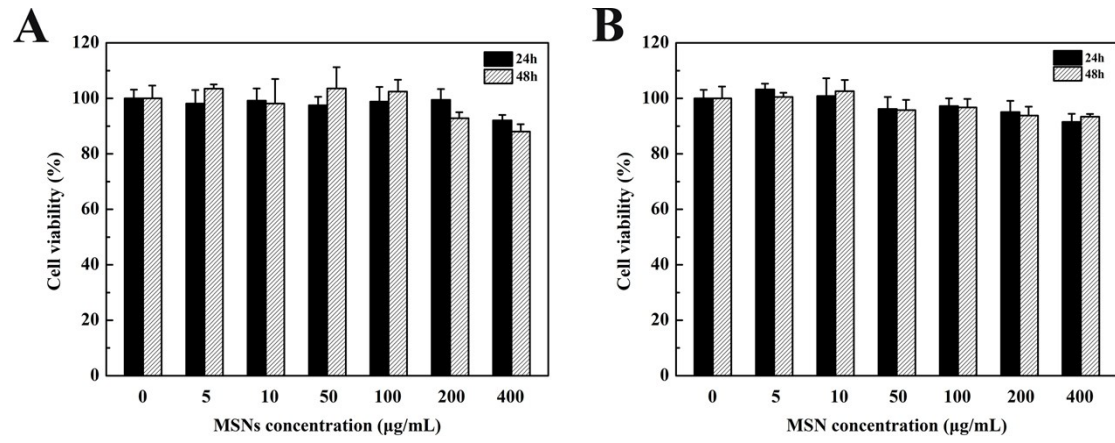 A
120
100
80
60
40
20
0
Cell viability (%)
24h
48h
0 5 10 50 100 200 400
MSNs concentration (μg/mL)
B
120
100
80
60
40
20
0
Cell viability (%)
24h
48h
0 5 10 50 100 200 400
MSN concentration (μg/mL)